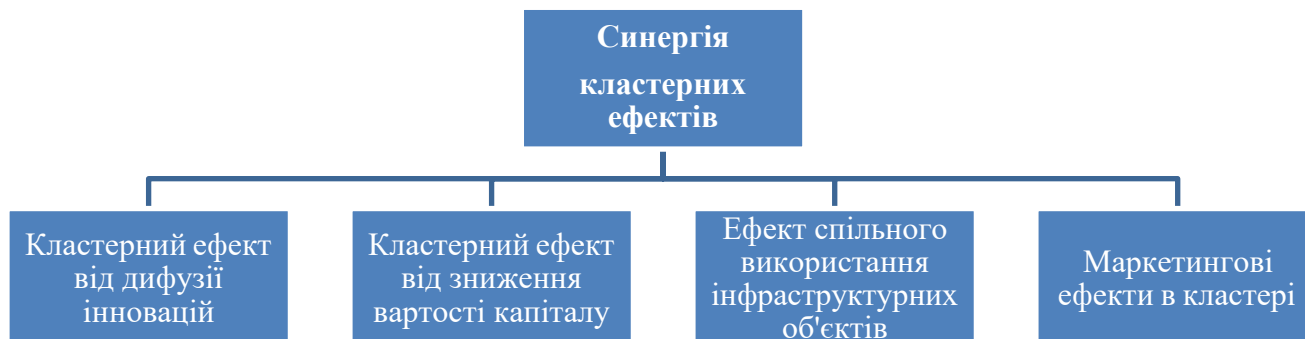 Синергія
кластерних
ефектів
Кластерний ефект
від дифузії
інновацій
Кластерний ефект
від зниження
вартості капіталу
Ефект спільного
використання
інфраструктурних
об'єктів
Маркетингові
ефекти в кластері